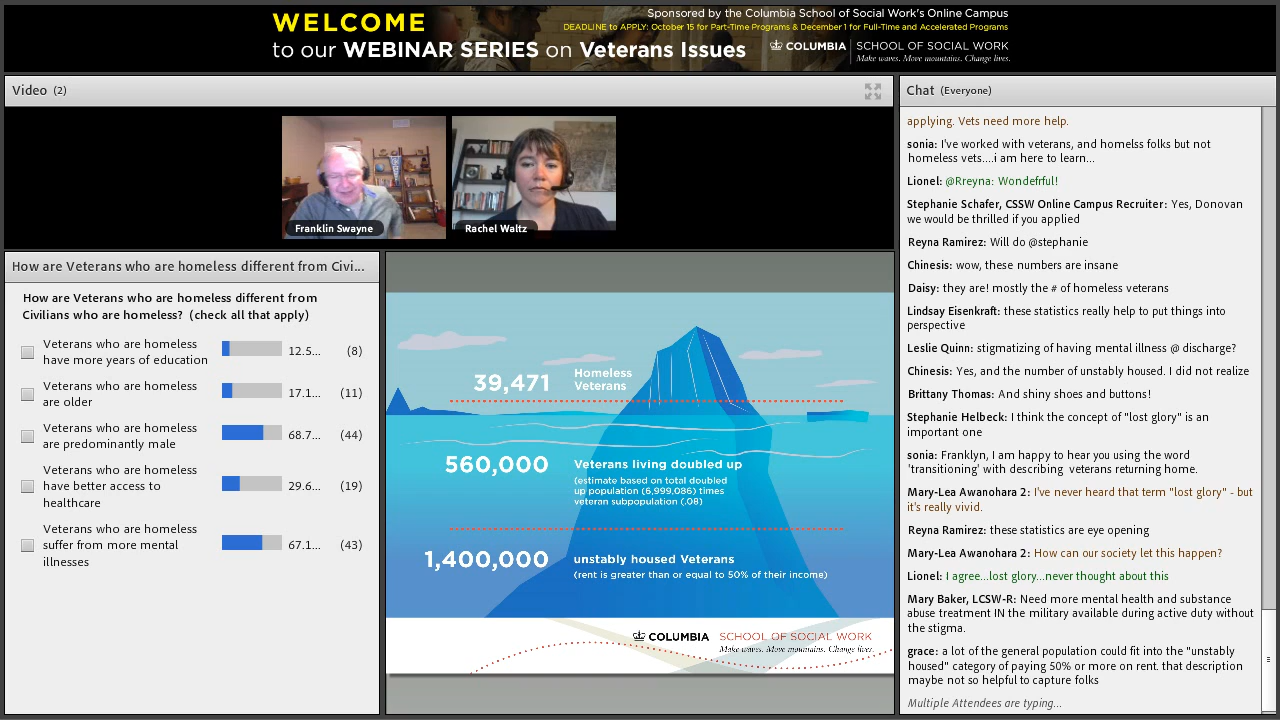 WELCOME
to our WEBINAR SERIES on Veterans Issues
Sponsored by the Columbia School of Social Work's Online Campus
DEADLINE to APPLY: October 15 for Part-Time Programs & December 1 for Full-Time and Accelerated Programs
COLUMBIA SCHOOL OF SOCIAL WORK
Make waves. Move mountains. Change lives.
Video (2)
Franklin Swayne
Rachel Waltz
How are Veterans who are homeless different from Civi...
How are Veterans who are homeless different from
Civilians who are homeless? (check all that apply)
Veterans who are homeless
have more years of education
12.5... (8)
Veterans who are homeless
are older
17.1... (11)
Veterans who are homeless
are predominantly male
68.7... (44)
Veterans who are homeless
have better access to
healthcare
29.6... (19)
Veterans who are homeless
suffer from more mental
illnesses
67.1... (43)
39,471
Homeless
Veterans
560,000
Veterans living doubled up
(estimate based on total doubled
up population (6,999,086) times
veteran subpopulation (.08)
1,400,000
unstably housed Veterans
(rent is greater than or equal to 50% of their income)
COLUMBIA SCHOOL OF SOCIAL WORK
Make waves. Move mountains. Change lives.
Chat (Everyone)
applying. Vets need more help.
sonia: I've worked with veterans, and homelss folks but not
homeless vets....i am here to learn...
Lionel: @Rreyna: Wondefrful!
Stephanie Schafer, CSSW Online Campus Recruiter: Yes, Donovan
we would be thrilled if you applied
Reyna Ramirez: Will do @stephanie
Chinesis: wow, these numbers are insane
Daisy: they are! mostly the # of homeless veterans
Lindsay Eisenkraft: these statistics really help to put things into
perspective
Leslie Quinn: stigmatizing of having mental illness @ discharge?
Chinesis: Yes, and the number of unstably housed. I did not realize
Brittany Thomas: And shiny shoes and buttons!
Stephanie Helbeck: I think the concept of "lost glory" is an
important one
sonia: Franklyn, I am happy to hear you using the word
'transitioning' with describing veterans returning home.
Mary-Lea Awanohara 2: I've never heard that term "lost glory" - but
it's really vivid.
Reyna Ramirez: these statistics are eye opening
Mary-Lea Awanohara 2: How can our society let this happen?
Lionel: I agree...lost glory...never thought about this
Mary Baker, LCSW-R: Need more mental health and substance
abuse treatment IN the military available during active duty without
the stigma.
grace: a lot of the general population could fit into the "unstably
housed" category of paying 50% or more on rent. that description
maybe not so helpful to capture folks
Multiple Attendees are typing...